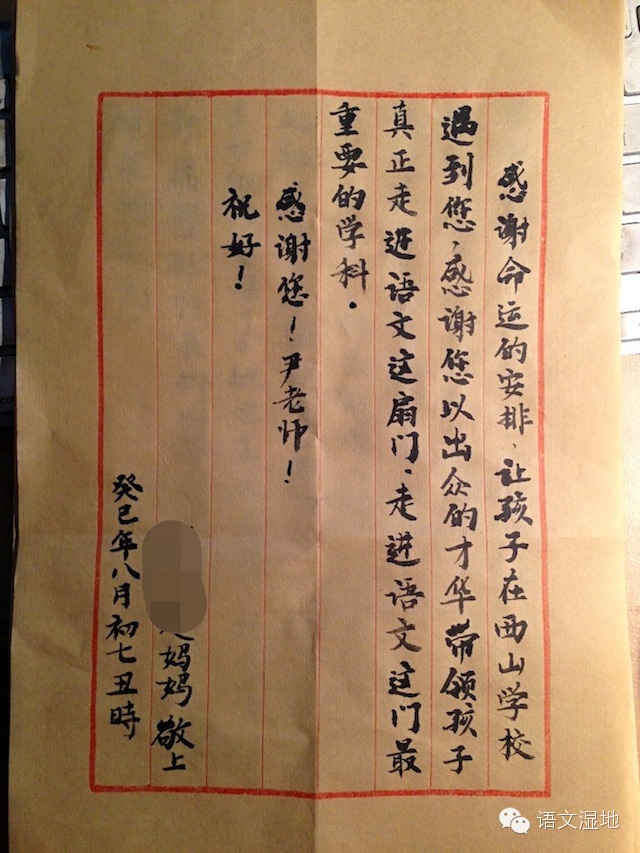 感谢命运的安排，让孩子在西山学校
遇到您，感谢您以出众的才华带领孩子
真正走进语文这扇门，走进语文这门最
重要的学科。
感谢您！尹老师！
祝好！
妈妈 敬上
癸巳年八月初七丑時
语文湿地